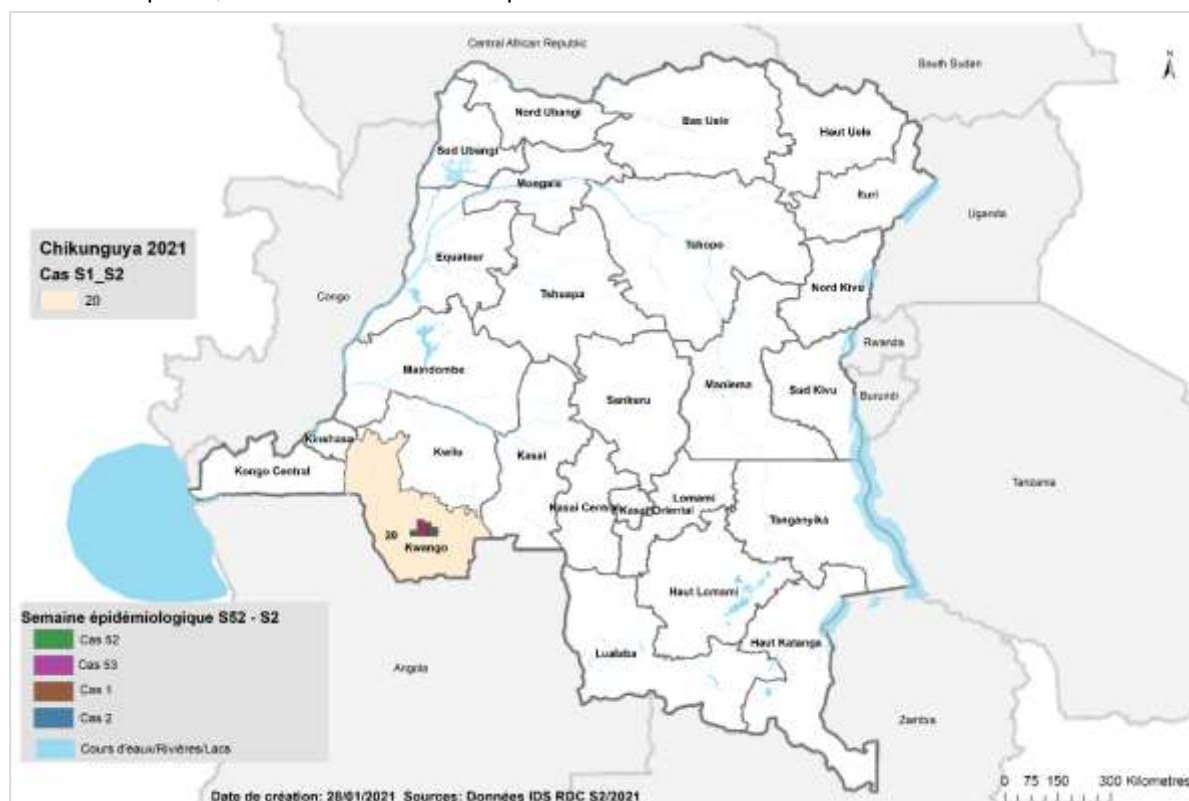 Central African Republic
South Sudan
N
Nord Ubangi
Bas Uele
Haut Uele
Sud Ubangi
Mongala
Ituri
Uganda
Chikunguya 2021
Cas S1_S2
20
Equateur
Tshopo
Tshuapa
Nord Kivu
Congo
Rwanda
Maindombe
Maniema
Sud Kivu
Sankuru
Burundi
Kinshasa
Kwilu
Kasai
Kongo Central
Tanzania
Lomami
Kasai Central
Kasai Oriental
Tanganyika
20
Kwango
Haut Lomami
Semaine épidémiologique S52 - S2
Cas 52
Cas 53
Cas 1
Cas 2
Cours d'eaux/Rivières/Lacs
Lualaba
Haut Katanga
Angola
Zambia
0 75 150 300 Kilometres
Date de création: 28/01/2021 Sources: Données IDS RDC S2/2021